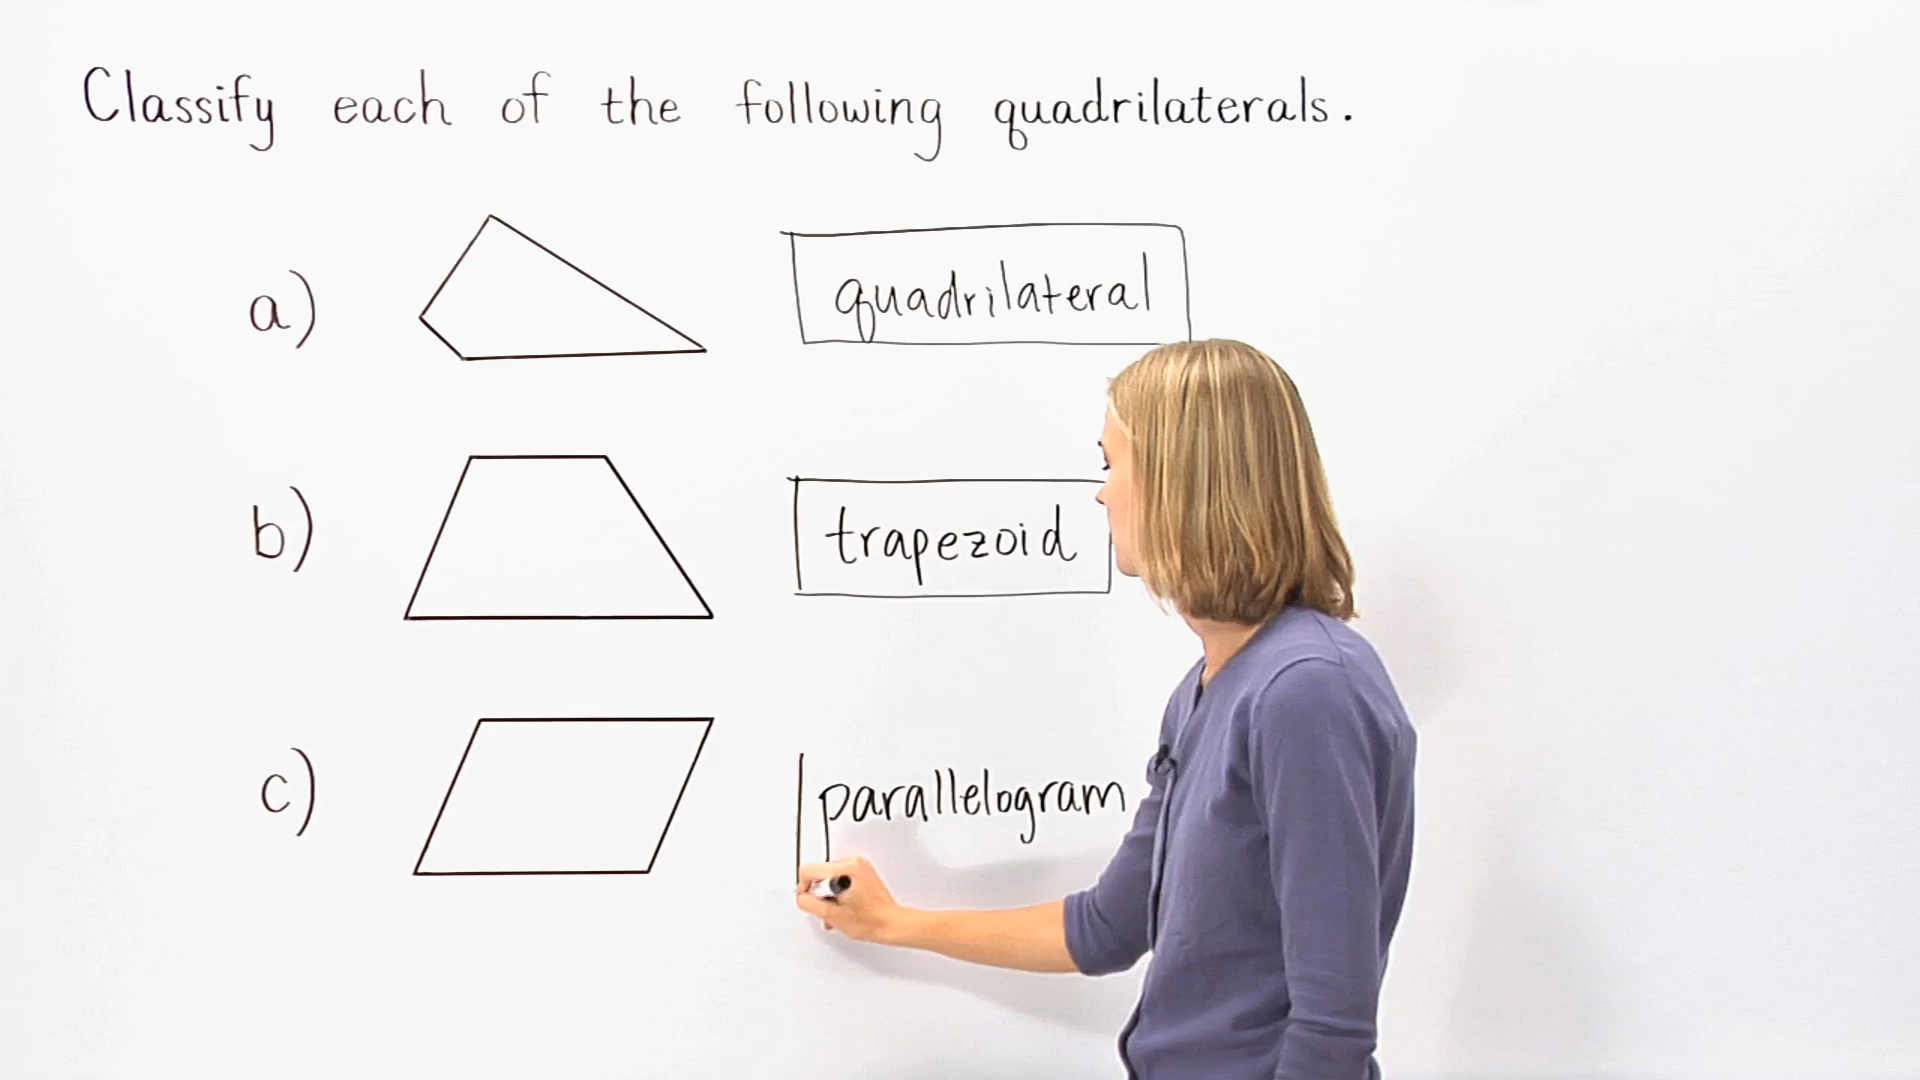 Classify each of the following quadrilaterals.
a) quadrilateral
b) trapezoid
c) parallelogram